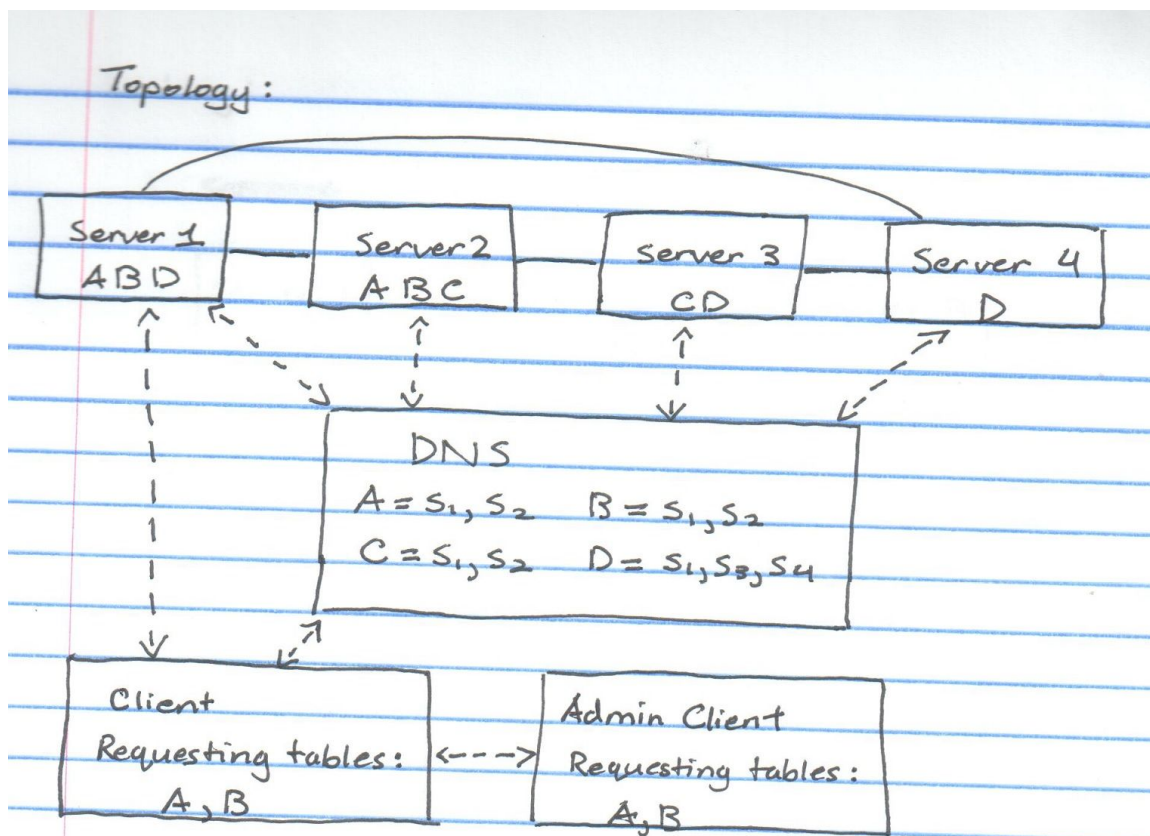 Topology:
Server 1
ABD
Server 2
ABC
Server 3
CD
Server 4
D
DNS
A = S1, S2 B = S1, S2
C = S1, S2 D = S1, S3, S4
Client
Requesting tables:
A, B
Admin Client
Requesting tables:
A, B